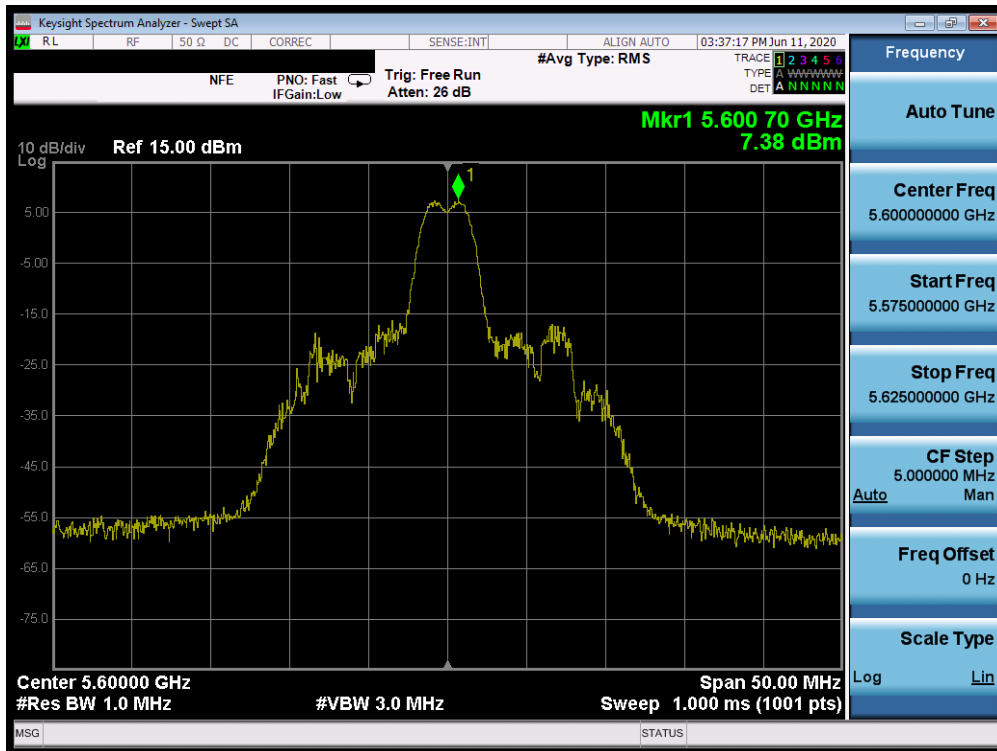 Keysight Spectrum Analyzer - Swept SA
LXI RL RF 50 Ω DC CORREC SENSE:INT ALIGN AUTO 03:37:17 PM Jun 11, 2020
NFE PNO: Fast Trig: Free Run #Avg Type: RMS TRACE 1 2 3 4 5 6
IFGain:Low Atten: 26 dB TYPE A WWWWW
DET A N N N N N
Mkr1 5.600 70 GHz
7.38 dBm
10 dB/div Ref 15.00 dBm
Log
1
5.00
-5.00
-15.0
-25.0
-35.0
-45.0
-55.0
-65.0
-75.0
Center 5.60000 GHz Span 50.00 MHz
#Res BW 1.0 MHz #VBW 3.0 MHz Sweep 1.000 ms (1001 pts)
MSG STATUS
Frequency
Auto Tune
Center Freq
5.600000000 GHz
Start Freq
5.575000000 GHz
Stop Freq
5.625000000 GHz
CF Step
5.000000 MHz
Auto Man
Freq Offset
0 Hz
Scale Type
Log Lin